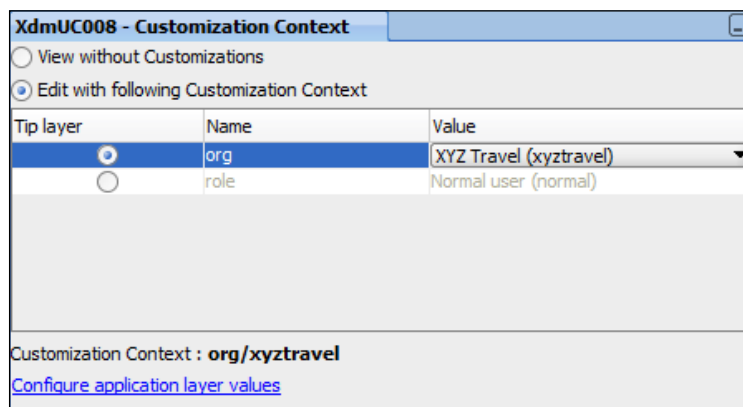 XdmUC008 - Customization Context
View without Customizations
Edit with following Customization Context
Tip layer Name Value
org XYZ Travel (xyztravel)
role Normal user (normal)
Customization Context : org/xyztravel
Configure application layer values